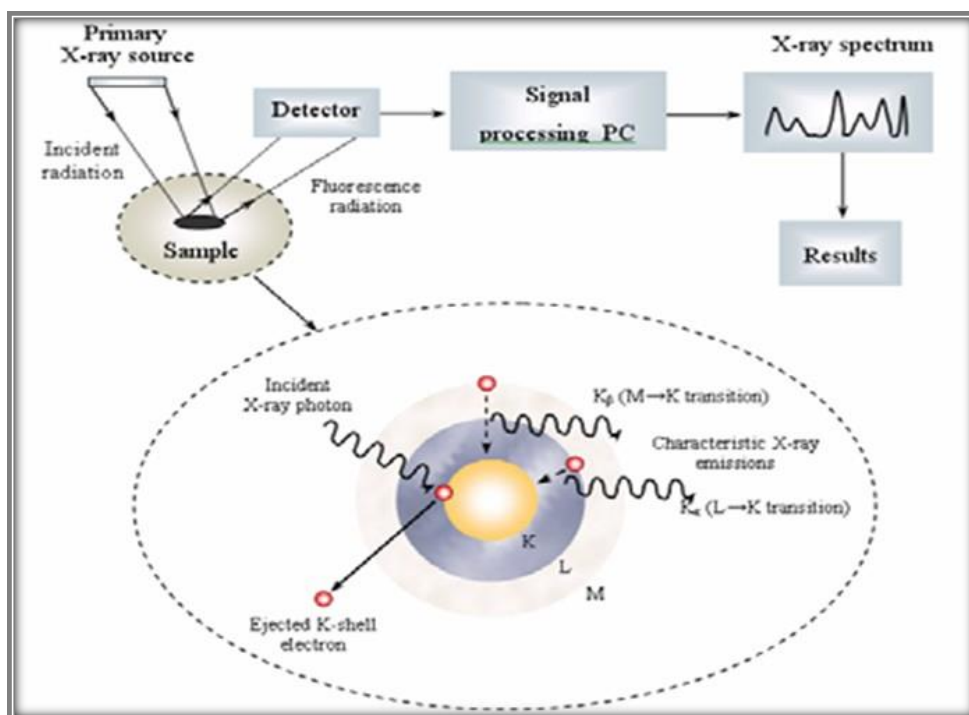 Primary
X-ray source
X-ray spectrum
Detector
Signal
processing PC
Incident
radiation
Fluorescence
radiation
Sample
Results
Incident
X-ray photon
Kβ (M→K transition)
Characteristic X-ray
emissions
Kα (L→K transition)
K
L
M
Ejected K-shell
electron